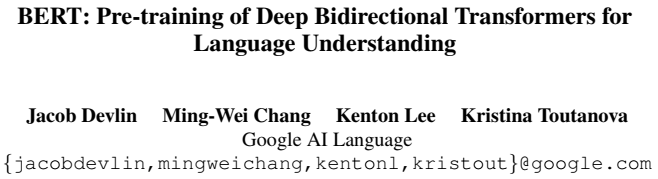 BERT: Pre-training of Deep Bidirectional Transformers for
Language Understanding
Jacob Devlin Ming-Wei Chang Kenton Lee Kristina Toutanova
Google AI Language
{jacobdevlin,mingweichang,kentonl,kristout}@google.com